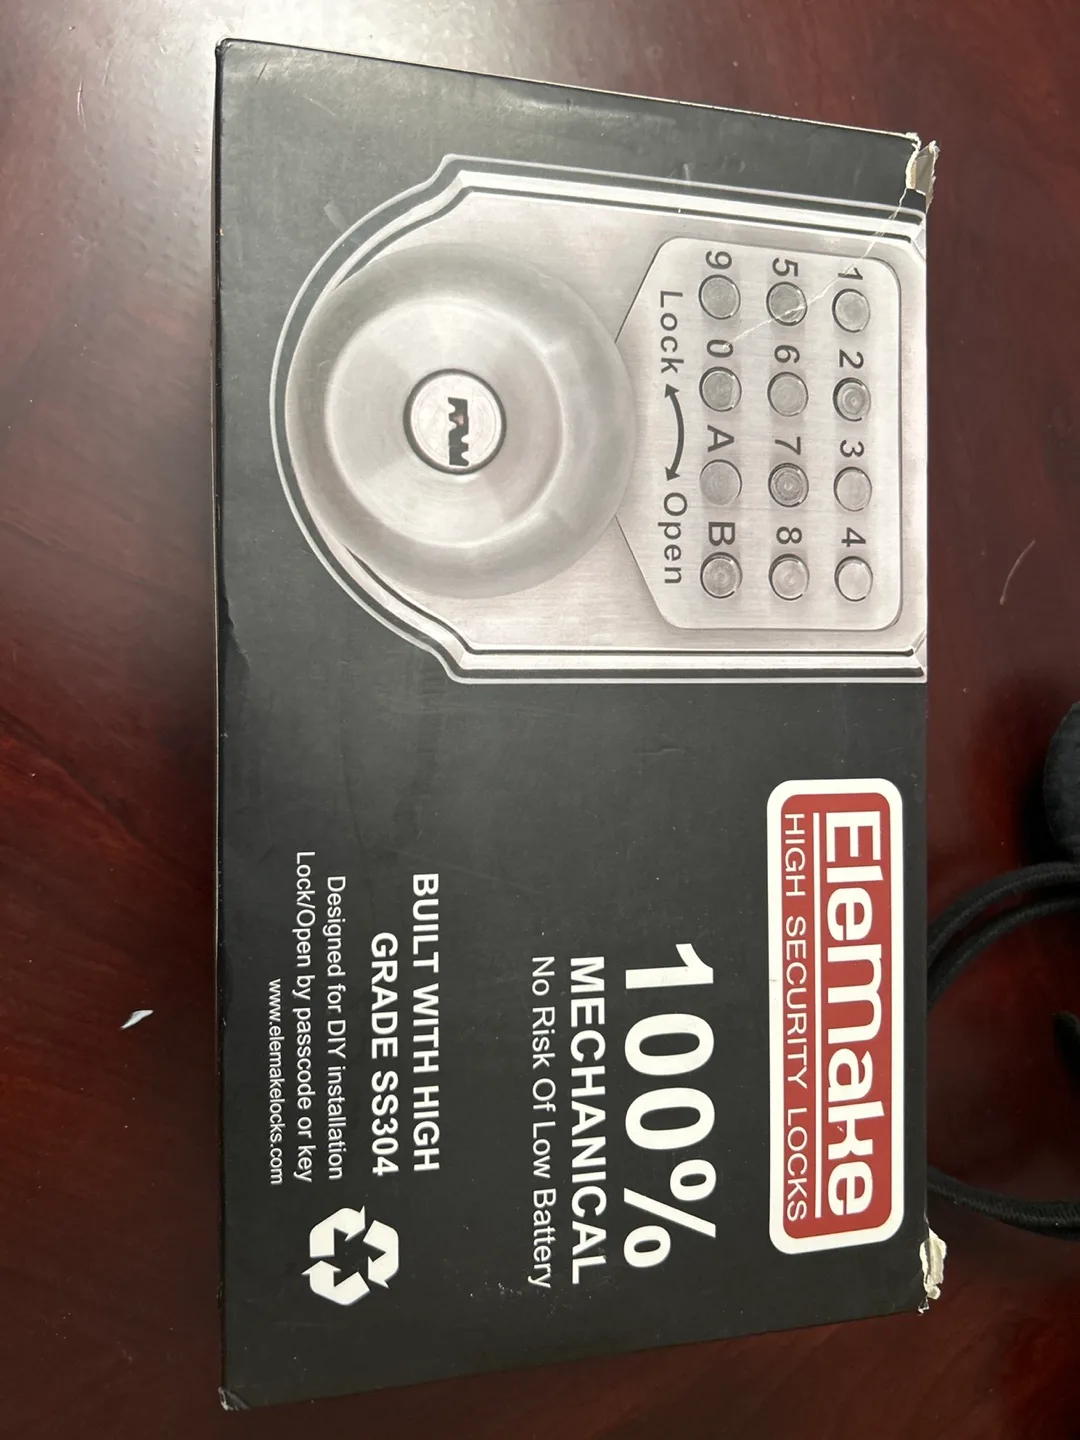 1 2 3 4
5 6 7 8
9 0 A B
Lock Open
Elemake
HIGH SECURITY LOCKS
100%
MECHANICAL
No Risk Of Low Battery
BUILT WITH HIGH
GRADE SS304
Designed for DIY installation
Lock/Open by passcode or key
www.elemakelocks.com